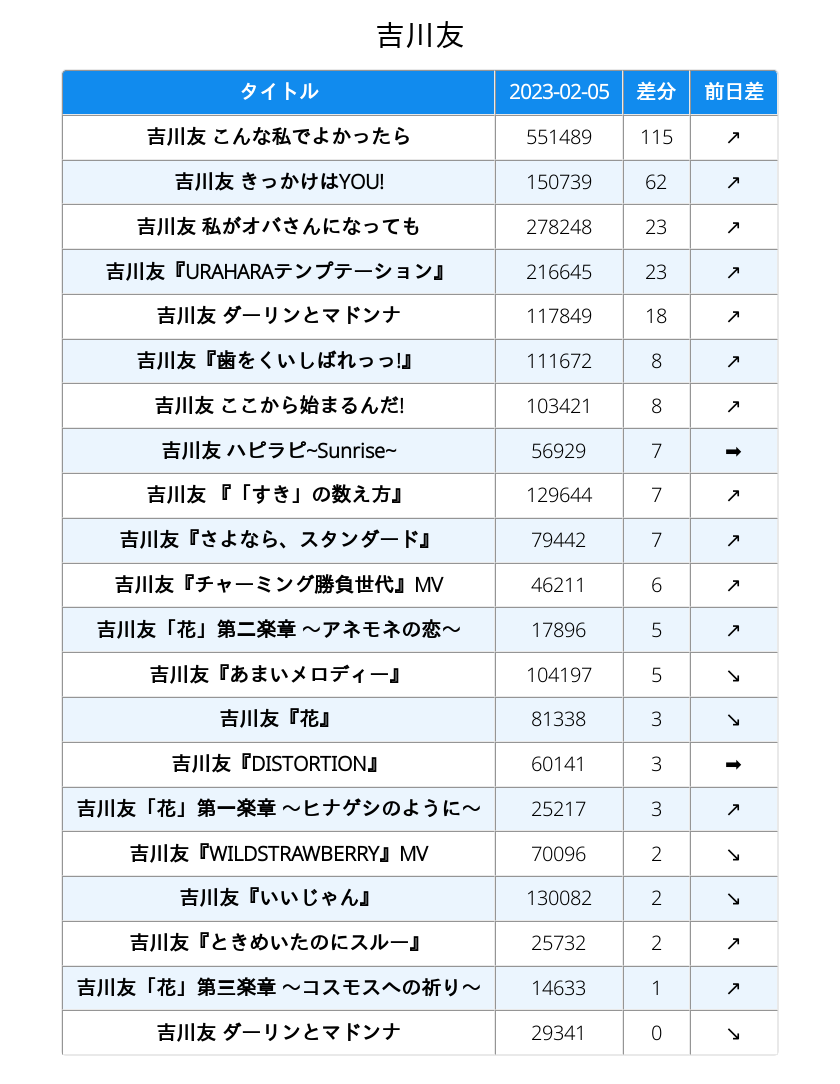 吉川友
タイトル 2023-02-05 差分 前日差
吉川友 こんな私でよかったら 551489 115 ↗
吉川友 きっかけはYOU! 150739 62 ↗
吉川友 私がオバさんになっても 278248 23 ↗
吉川友『URAHARAテンプテーション』 216645 23 ↗
吉川友 ダーリンとマドンナ 117849 18 ↗
吉川友『歯をくいしばれっっ!』 111672 8 ↗
吉川友 ここから始まるんだ! 103421 8 ↗
吉川友 ハピラピ~Sunrise~ 56929 7 ➡
吉川友 『「すき」の数え方』 129644 7 ↗
吉川友『さよなら、スタンダード』 79442 7 ↗
吉川友『チャーミング勝負世代』MV 46211 6 ↗
吉川友「花」第二楽章 〜アネモネの恋〜 17896 5 ↗
吉川友『あまいメロディー』 104197 5 ↘
吉川友『花』 81338 3 ↘
吉川友『DISTORTION』 60141 3 ➡
吉川友「花」第一楽章 〜ヒナゲシのように〜 25217 3 ↗
吉川友『WILDSTRAWBERRY』MV 70096 2 ↘
吉川友『いいじゃん』 130082 2 ↘
吉川友『ときめいたのにスルー』 25732 2 ↗
吉川友「花」第三楽章 〜コスモスへの祈り〜 14633 1 ↗
吉川友 ダーリンとマドンナ 29341 0 ↘